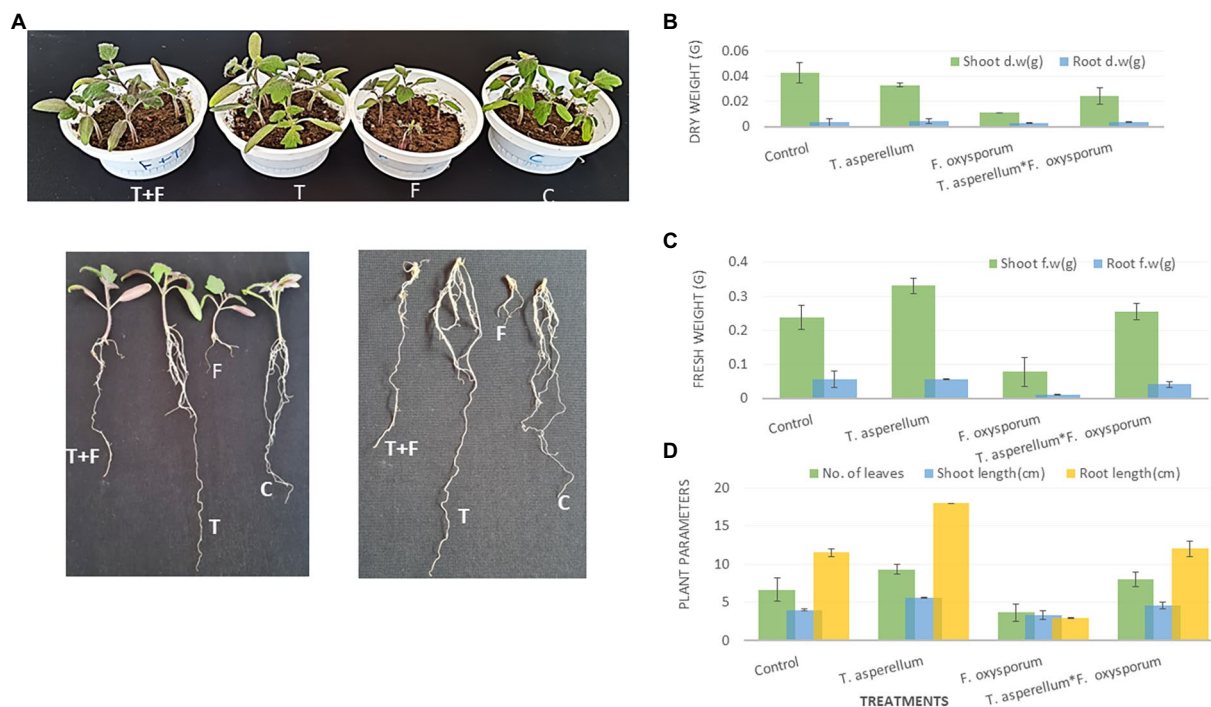 A
F+T
C
T+F
T
F
C
T+F
T
F
C
T+F
T
F
C
B
DRY WEIGHT (G)
0.06
0.04
0.02
0
Shoot d.w(g)
Root d.w(g)
Control
T. asperellum
F. oxysporum
T. asperellum*F. oxysporum
C
FRESH WEIGHT (G)
0.4
0.3
0.2
0.1
0
Shoot f.w(g)
Root f.w(g)
Control
T. asperellum
F. oxysporum
T. asperellum*F. oxysporum
D
No. of leaves
Shoot length(cm)
Root length(cm)
PLANT PARAMETERS
20
15
10
5
0
Control
T. asperellum
F. oxysporum
T. asperellum*F. oxysporum
TREATMENTS